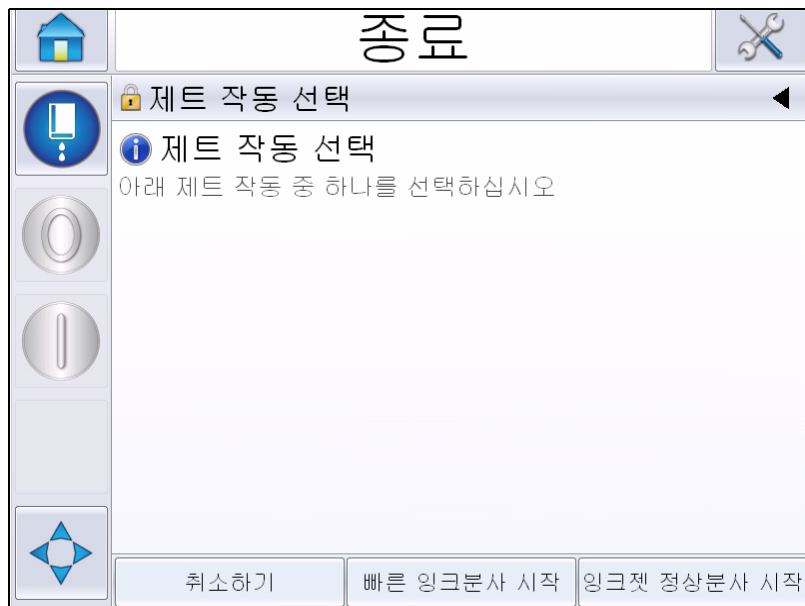 종료
제트 작동 선택
제트 작동 선택
아래 제트 작동 중 하나를 선택하십시오
취소하기
빠른 잉크분사 시작
잉크젯 정상분사 시작